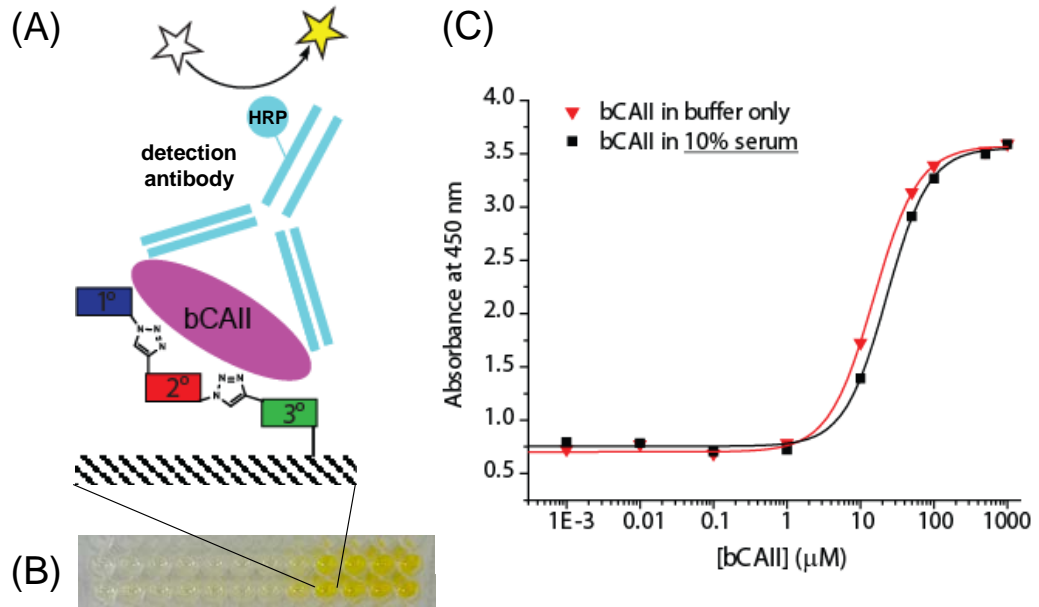 (A)
HRP
detection
antibody
bCAII
1°
N
N
N
2°
N=N
N
3°
(B)
(C)
bCAII in buffer only
bCAII in 10% serum
Absorbance at 450 nm
4.0
3.5
3.0
2.5
2.0
1.5
1.0
0.5
1E-3 0.01 0.1 1 10 100 1000
[bCAII] (μM)